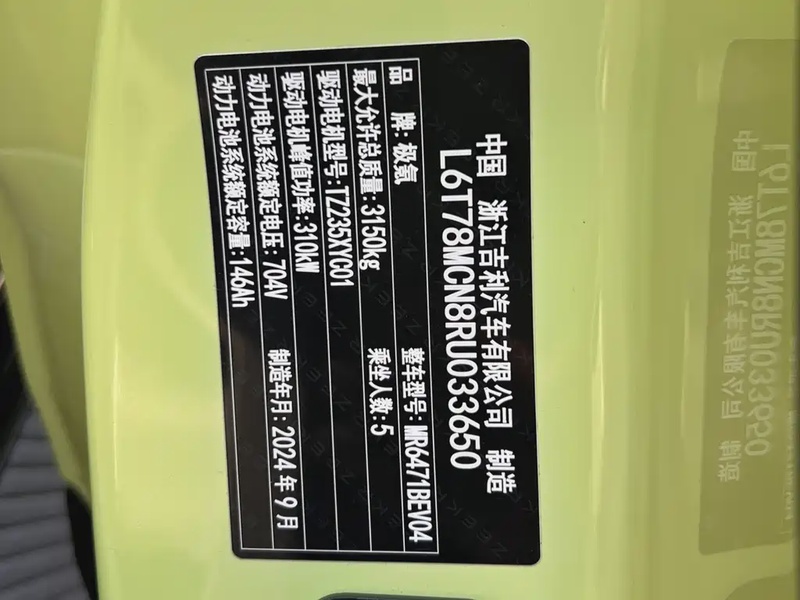 中国 浙江吉利汽车有限公司 制造
L6T78MCN8RU033650
品 牌:极氪 整车型号:MR6471BEV04
最大允许总质量:3150kg 乘坐人数:5
驱动电机型号:TZ235XYC01
驱动电机峰值功率:310kW
动力电池系统额定电压:704V 制造年月:2024年9月
动力电池系统额定容量:146Ah